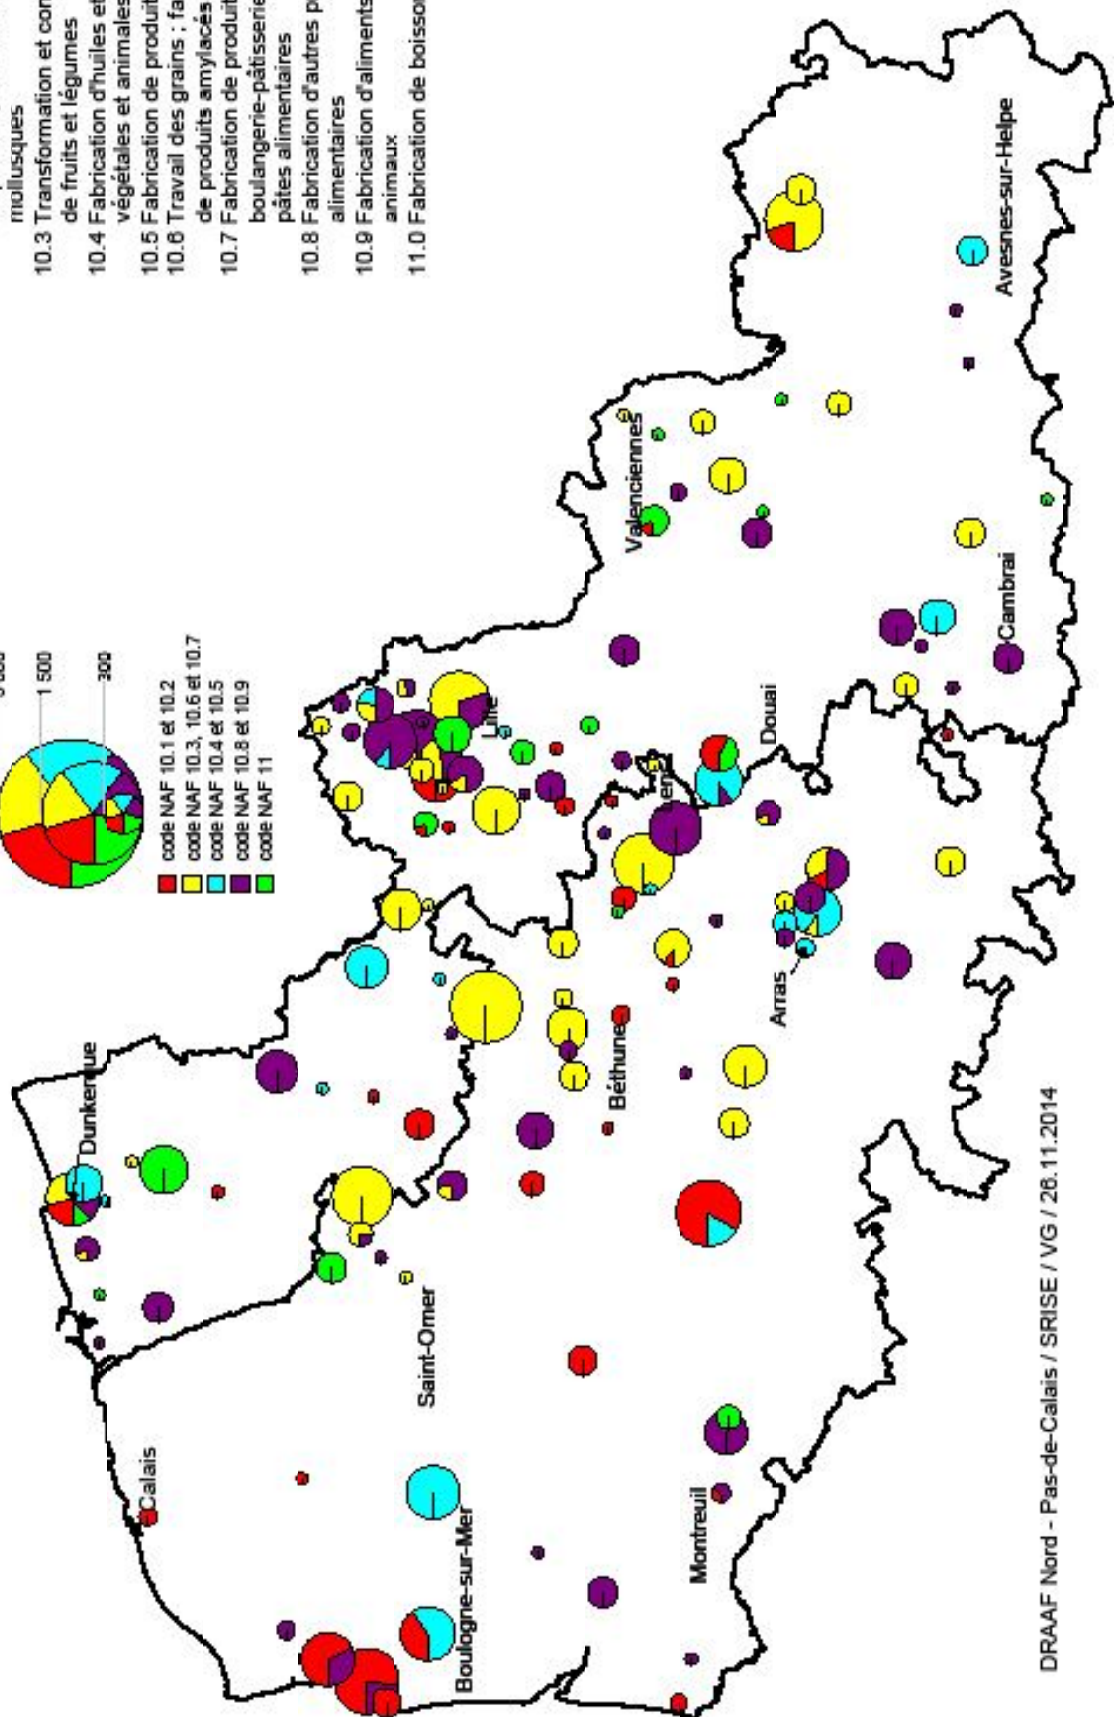 mollusques
10.3 Transformation et con
de fruits et légumes
10.4 Fabrication d'huiles et
végétales et animales
10.5 Fabrication de produit
10.6 Travail des grains ; fa
de produits amylacés
10.7 Fabrication de produit
boulangerie-pâtisserie
pâtes alimentaires
10.8 Fabrication d'autres p
alimentaires
10.9 Fabrication d'aliments
animaux
11.0 Fabrication de boisso
1 500
300
code NAF 10.1 et 10.2
code NAF 10.3, 10.6 et 10.7
code NAF 10.4 et 10.5
code NAF 10.8 et 10.9
code NAF 11
Dunkerque
Calais
Saint-Omer
Boulogne-sur-Mer
Lille
Béthune
Montreuil
Valenciennes
Douai
Arras
Cambrai
Avesnes-sur-Helpe
DRAAF Nord - Pas-de-Calais / SRISE / VG / 26.11.2014